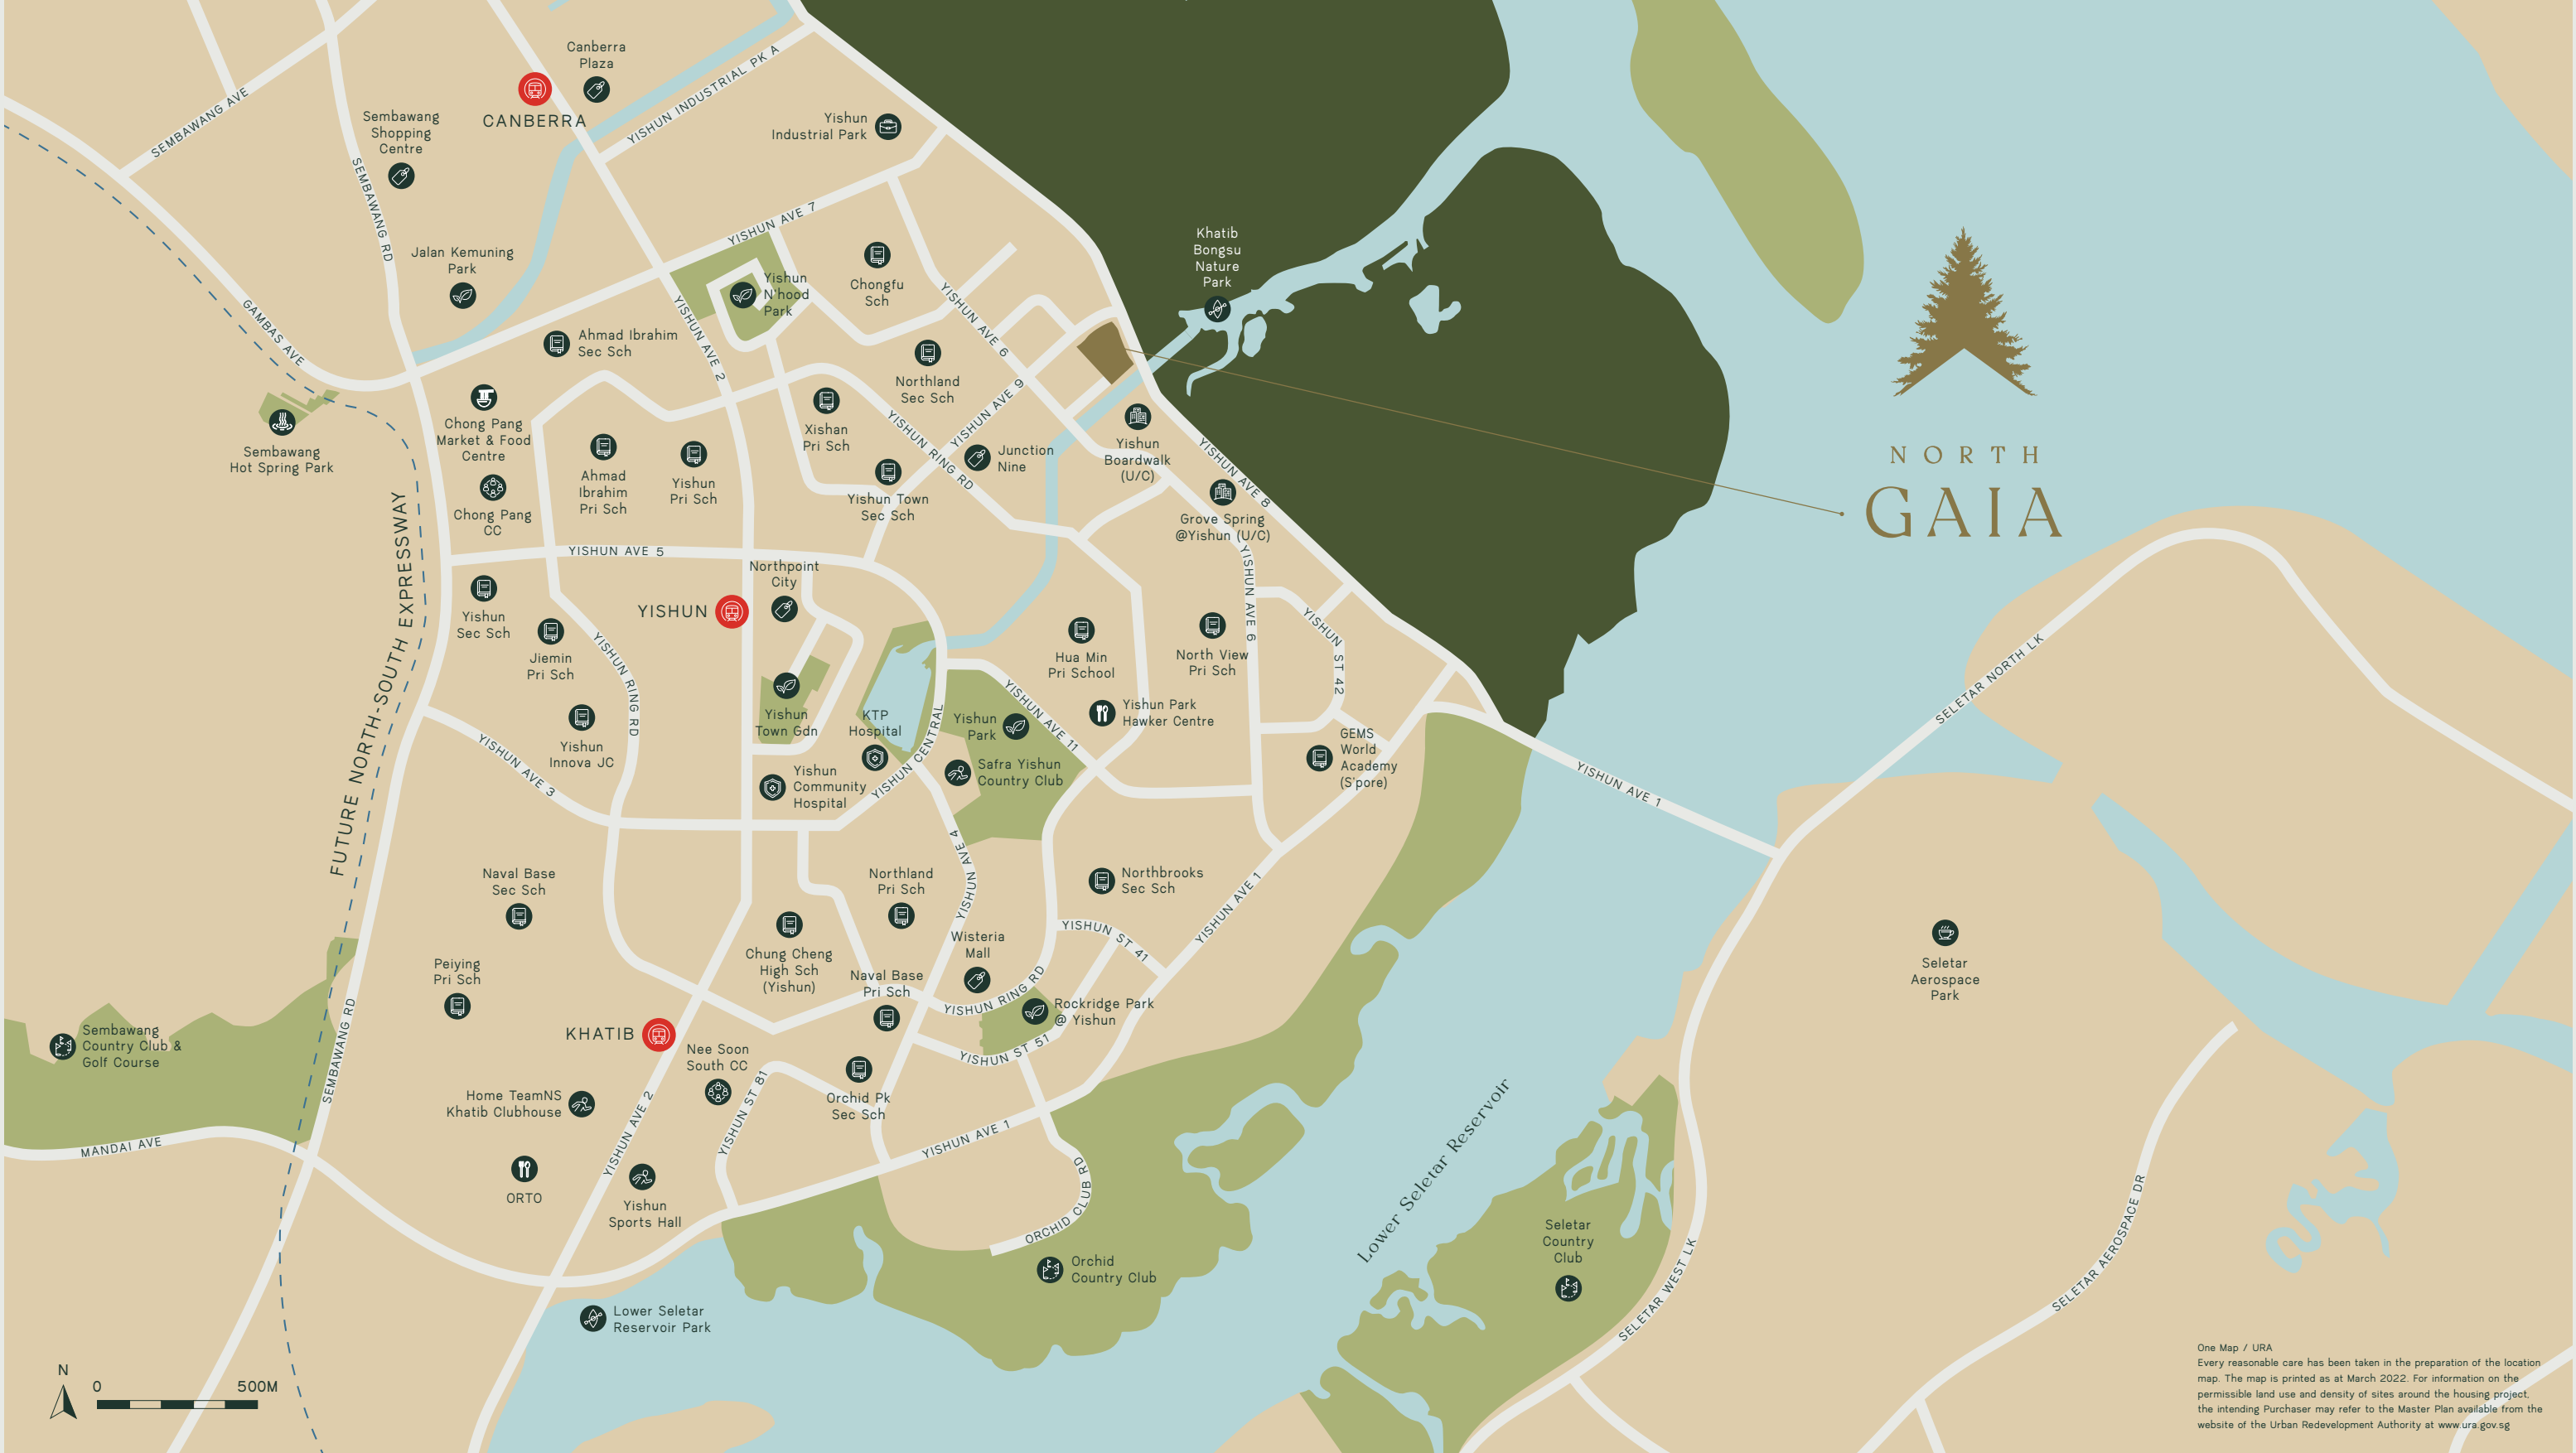 Canberra
Plaza
CANBERRA
YISHUN INDUSTRIAL PK A
SEMBAWANG AVE
Sembawang
Shopping
Centre
Yishun
Industrial Park
SEMBAWANG RD
YISHUN AVE 7
Jalan Kemuning
Park
Yishun
N'hood
Park
Chongfu
Sch
Khatib
Bongsu
Nature
Park
GAMBAS AVE
YISHUN AVE 2
YISHUN AVE 6
Ahmad Ibrahim
Sec Sch
Northland
Sec Sch
YISHUN AVE 9
Sembawang
Hot Spring Park
Chong Pang
Market & Food
Centre
Xishan
Pri Sch
YISHUN RING RD
Junction
Nine
Yishun
Boardwalk
(U/C)
YISHUN AVE 8
NORTH
GAIA
Chong Pang
CC
Ahmad
Ibrahim
Pri Sch
Yishun
Pri Sch
Yishun Town
Sec Sch
Grove Spring
@Yishun (U/C)
YISHUN AVE 5
Northpoint
City
YISHUN AVE 6
FUTURE NORTH-SOUTH EXPRESSWAY
YISHUN
Yishun
Sec Sch
Jiemin
Pri Sch
YISHUN RING RD
Hua Min
Pri School
North View
Pri Sch
YISHUN ST 42
SELETAR NORTH LK
Yishun
Innova JC
Yishun
Town Gdn
KTP
Hospital
YISHUN CENTRAL
Yishun
Park
YISHUN AVE 11
Yishun Park
Hawker Centre
YISHUN AVE 3
Yishun
Community
Hospital
Safra Yishun
Country Club
GEMS
World
Academy
(S'pore)
YISHUN AVE 1
YISHUN AVE 4
Naval Base
Sec Sch
Northland
Pri Sch
Northbrooks
Sec Sch
YISHUN AVE 1
Chung Cheng
High Sch
(Yishun)
Wisteria
Mall
YISHUN ST 41
Seletar
Aerospace
Park
Peiying
Pri Sch
Naval Base
Pri Sch
YISHUN RING RD
Rockridge Park
@ Yishun
Sembawang
Country Club &
Golf Course
SEMBAWANG RD
KHATIB
Nee Soon
South CC
YISHUN ST 51
Home TeamNS
Khatib Clubhouse
YISHUN ST 81
Orchid Pk
Sec Sch
YISHUN AVE 2
YISHUN AVE 1
MANDAI AVE
ORTO
Yishun
Sports Hall
ORCHID CLUB RD
Orchid
Country Club
Lower Seletar Reservoir
Seletar
Country
Club
SELETAR WEST LK
SELETAR AEROSPACE DR
Lower Seletar
Reservoir Park
N
0 500M
One Map / URA
Every reasonable care has been taken in the preparation of the location
map. The map is printed as at March 2022. For information on the
permissible land use and density of sites around the housing project,
the intending Purchaser may refer to the Master Plan available from the
website of the Urban Redevelopment Authority at www.ura.gov.sg